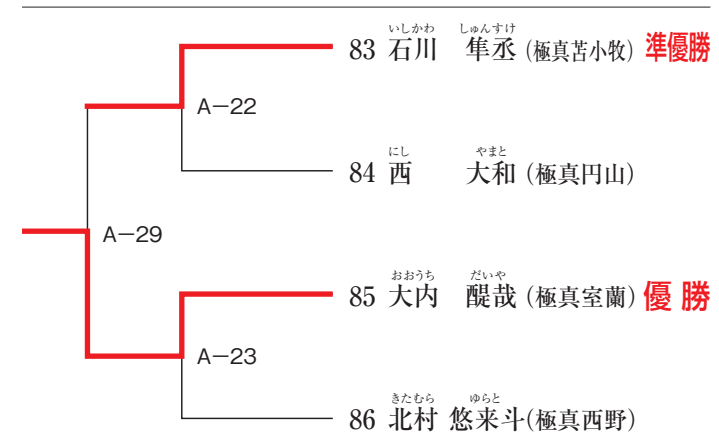 いしかわ しゅんすけ
83 石川 隼丞 (極真苫小牧) 準優勝
A−22
にし やまと
84 西 大和 (極真円山)
A−29
おおうち だいや
85 大内 醍哉 (極真室蘭) 優 勝
A−23
きたむら ゆらと
86 北村 悠来斗(極真西野)